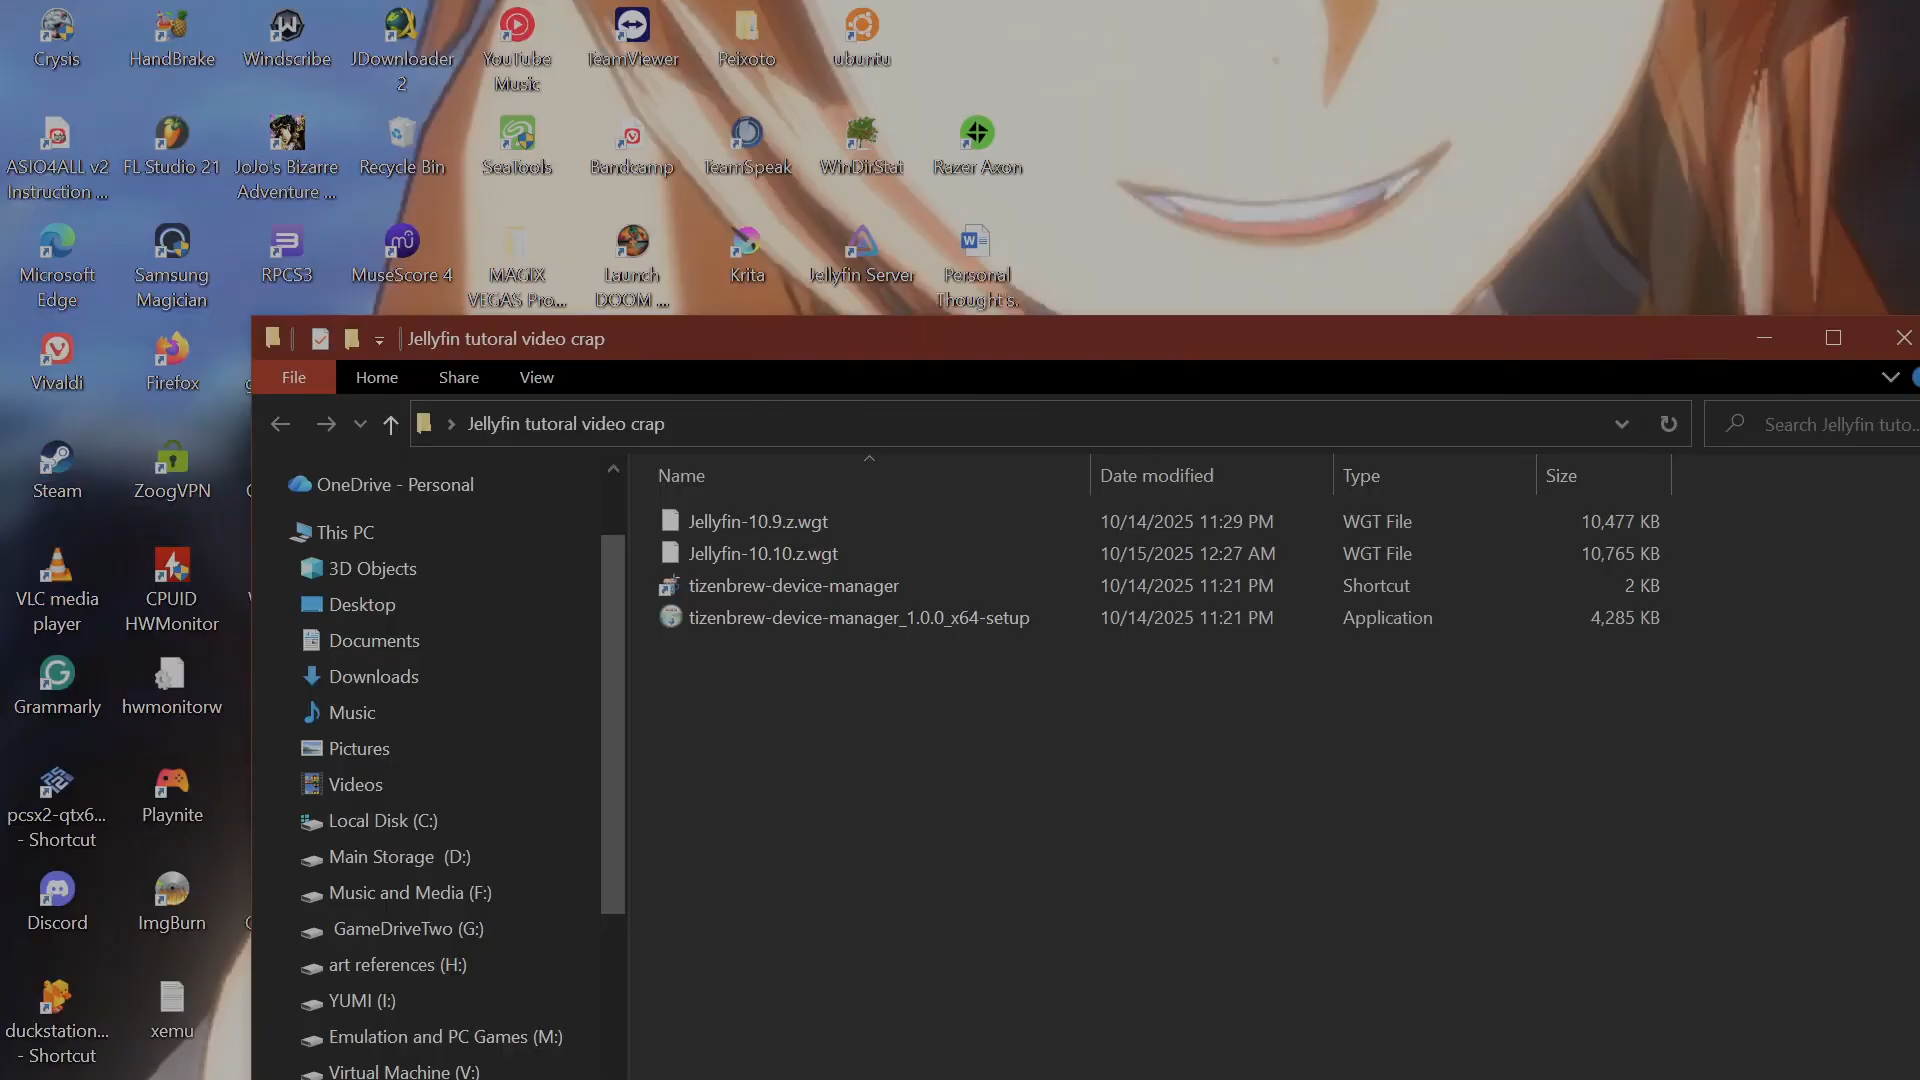 Crysis
HandBrake
Windscribe
JDownloader
2
YouTube
Music
TeamViewer
Peixoto
ubuntu
ASIO4ALL v2
Instruction ...
FL Studio 21
JoJo's Bizarre
Adventure ...
Recycle Bin
SeaTools
Bandcamp
TeamSpeak
WinDirStat
Razer Axon
Microsoft
Edge
Samsung
Magician
RPCS3
MuseScore 4
MAGIX
VEGAS Pro...
Launch
DOOM ...
Krita
Jellyfin Server
Personal
Thought s.
Vivaldi
Firefox
Steam
ZoogVPN
VLC media
player
CPUID
HWMonitor
Grammarly
hwmonitorw
pcsx2-qtx6...
- Shortcut
Playnite
Discord
ImgBurn
duckstation...
- Shortcut
xemu
Jellyfin tutoral video crap
File
Home
Share
View
Jellyfin tutoral video crap
Search Jellyfin tuto...
OneDrive - Personal
This PC
3D Objects
Desktop
Documents
Downloads
Music
Pictures
Videos
Local Disk (C:)
Main Storage (D:)
Music and Media (F:)
GameDriveTwo (G:)
art references (H:)
YUMI (I:)
Emulation and PC Games (M:)
Virtual Machine (V:)
Name Date modified Type Size
Jellyfin-10.9.z.wgt 10/14/2025 11:29 PM WGT File 10,477 KB
Jellyfin-10.10.z.wgt 10/15/2025 12:27 AM WGT File 10,765 KB
tizenbrew-device-manager 10/14/2025 11:21 PM Shortcut 2 KB
tizenbrew-device-manager_1.0.0_x64-setup 10/14/2025 11:21 PM Application 4,285 KB